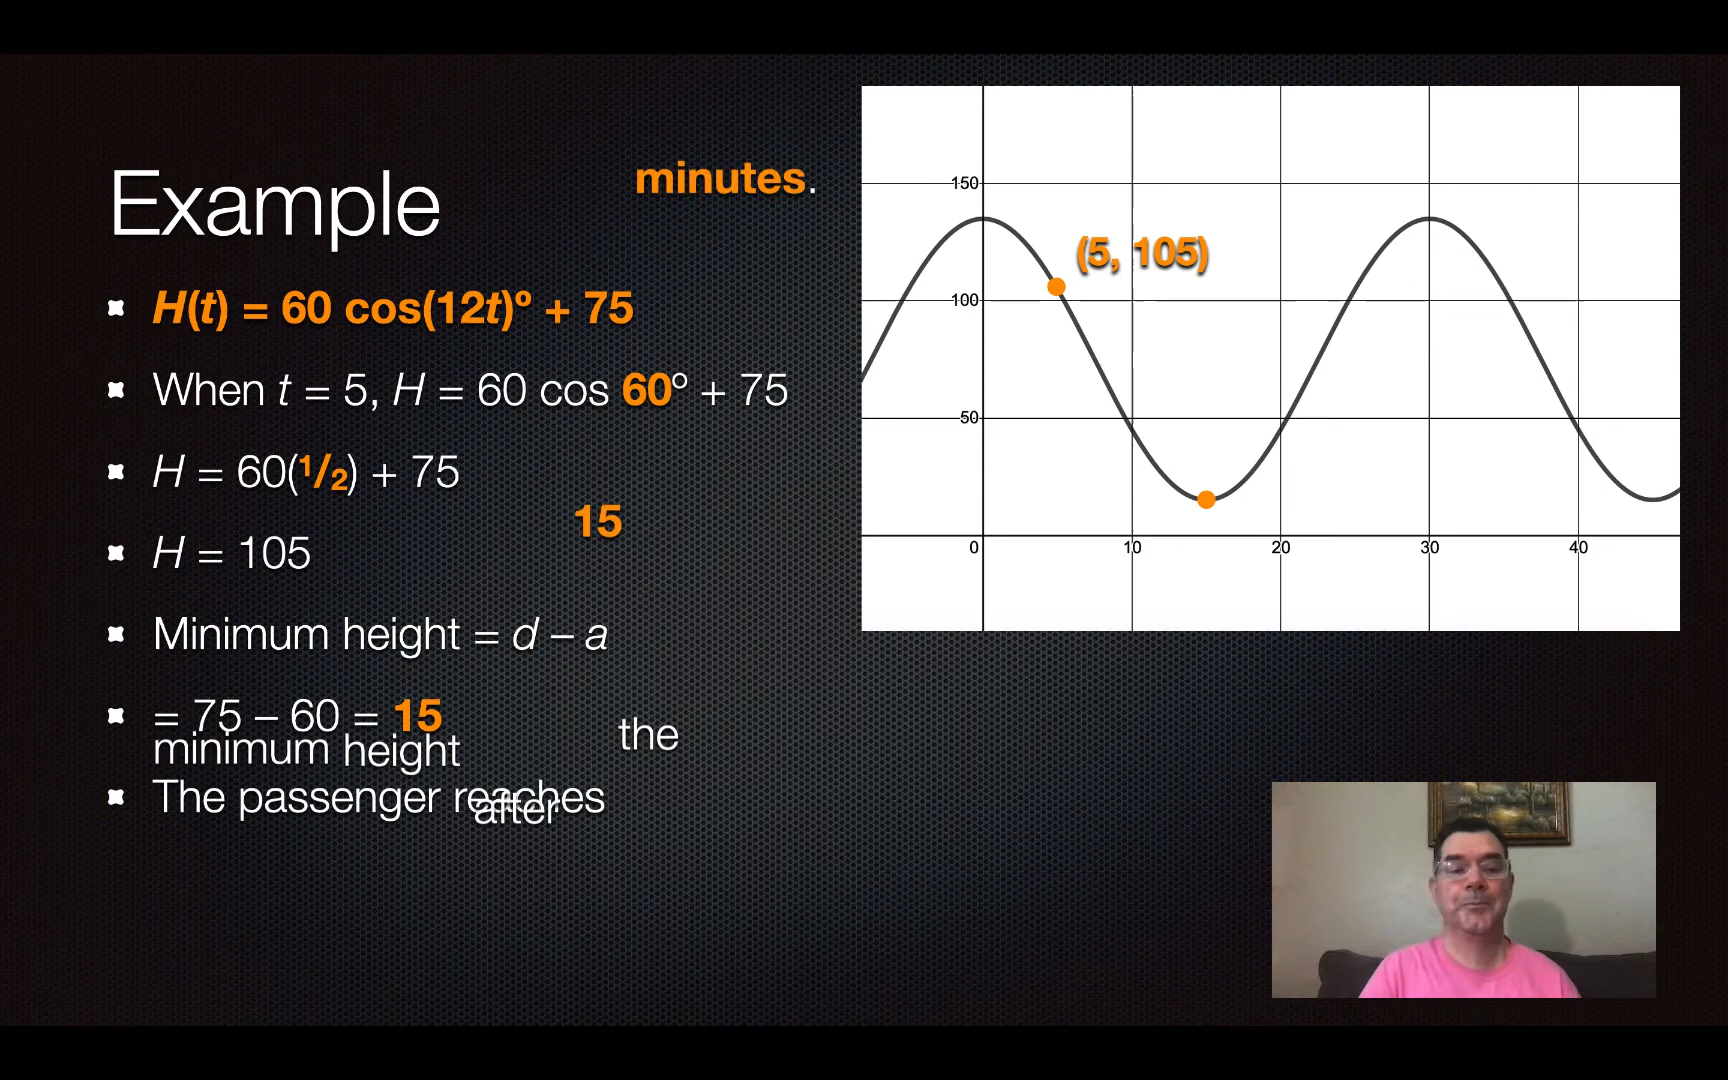 Example
minutes.
H(t) = 60 cos(12t)º + 75
When t = 5, H = 60 cos 60º + 75
H = 60(1/2) + 75
15
H = 105
Minimum height = d – a
= 75 – 60 = 15
the
minimum height
The passenger reaches
after
150
(5, 105)
100
50
0 10 20 30 40